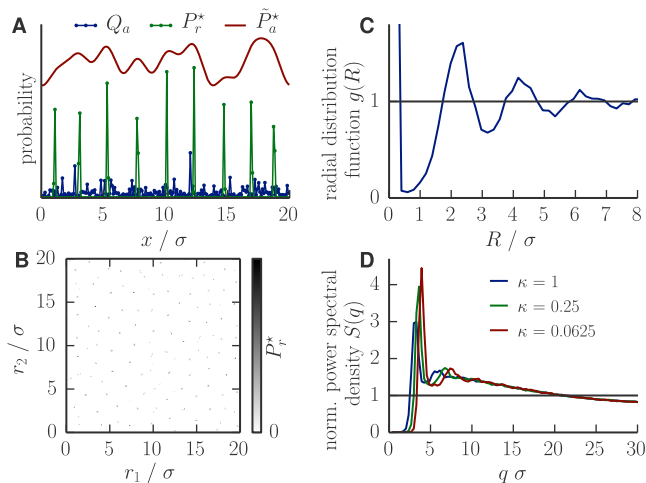 A
Q_a P_r^⋆ P̃_a^⋆
probability
0 5 10 15 20
x / σ
B
20
15
10
5
0
r_2 / σ
0 5 10 15 20
r_1 / σ
P_r^⋆
0
C
radial distribution
function g(R)
1
0
0 1 2 3 4 5 6 7 8
R / σ
D
norm. power spectral
density S(q)
4
3
2
1
0
κ = 1
κ = 0.25
κ = 0.0625
0 5 10 15 20 25 30
q σ